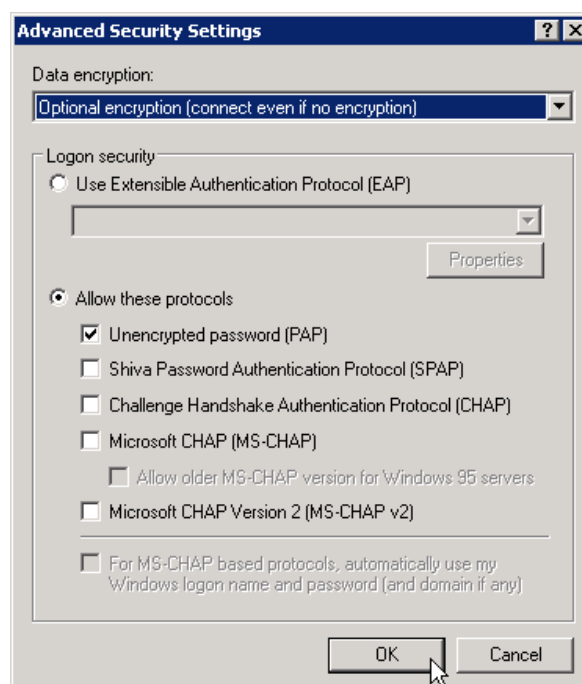 Advanced Security Settings
Data encryption:
Optional encryption (connect even if no encryption)
Logon security
Use Extensible Authentication Protocol (EAP)
Properties
Allow these protocols
Unencrypted password (PAP)
Shiva Password Authentication Protocol (SPAP)
Challenge Handshake Authentication Protocol (CHAP)
Microsoft CHAP (MS-CHAP)
Allow older MS-CHAP version for Windows 95 servers
Microsoft CHAP Version 2 (MS-CHAP v2)
For MS-CHAP based protocols, automatically use my
Windows logon name and password (and domain if any)
OK Cancel